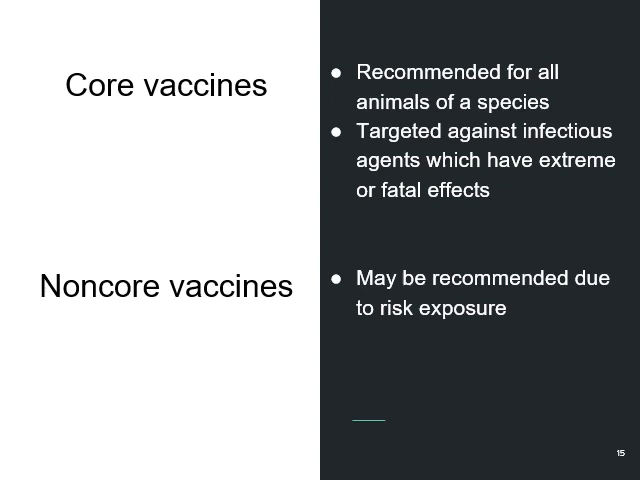 Core vaccines
● Recommended for all
animals of a species
● Targeted against infectious
agents which have extreme
or fatal effects
Noncore vaccines
● May be recommended due
to risk exposure
15